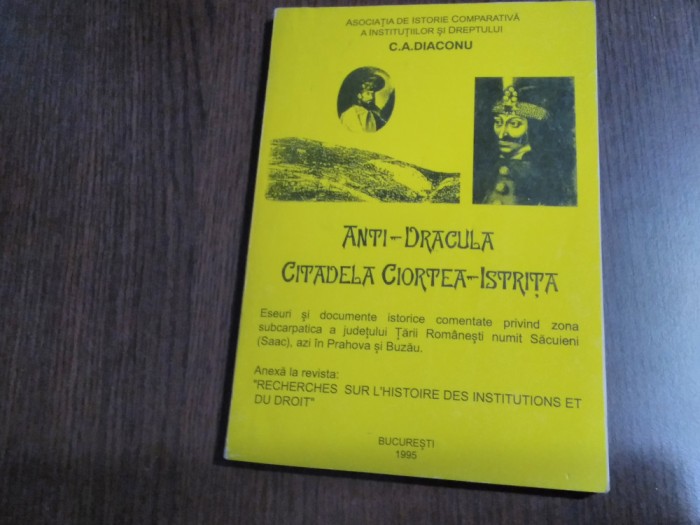 ASOCIAȚIA DE ISTORIE COMPARATIVĂ
A INSTITUȚIILOR ȘI DREPTULUI
C.A.DIACONU
ANTI-DRACULA
CITADELA CIORTEA-ISTRIȚA
Eseuri și documente istorice comentate privind zona
subcarpatica a județului Țării Românești numit Săcuieni
(Saac), azi în Prahova și Buzău.
Anexă la revista:
"RECHERCHES SUR L'HISTOIRE DES INSTITUTIONS ET
DU DROIT"
BUCUREȘTI
1995